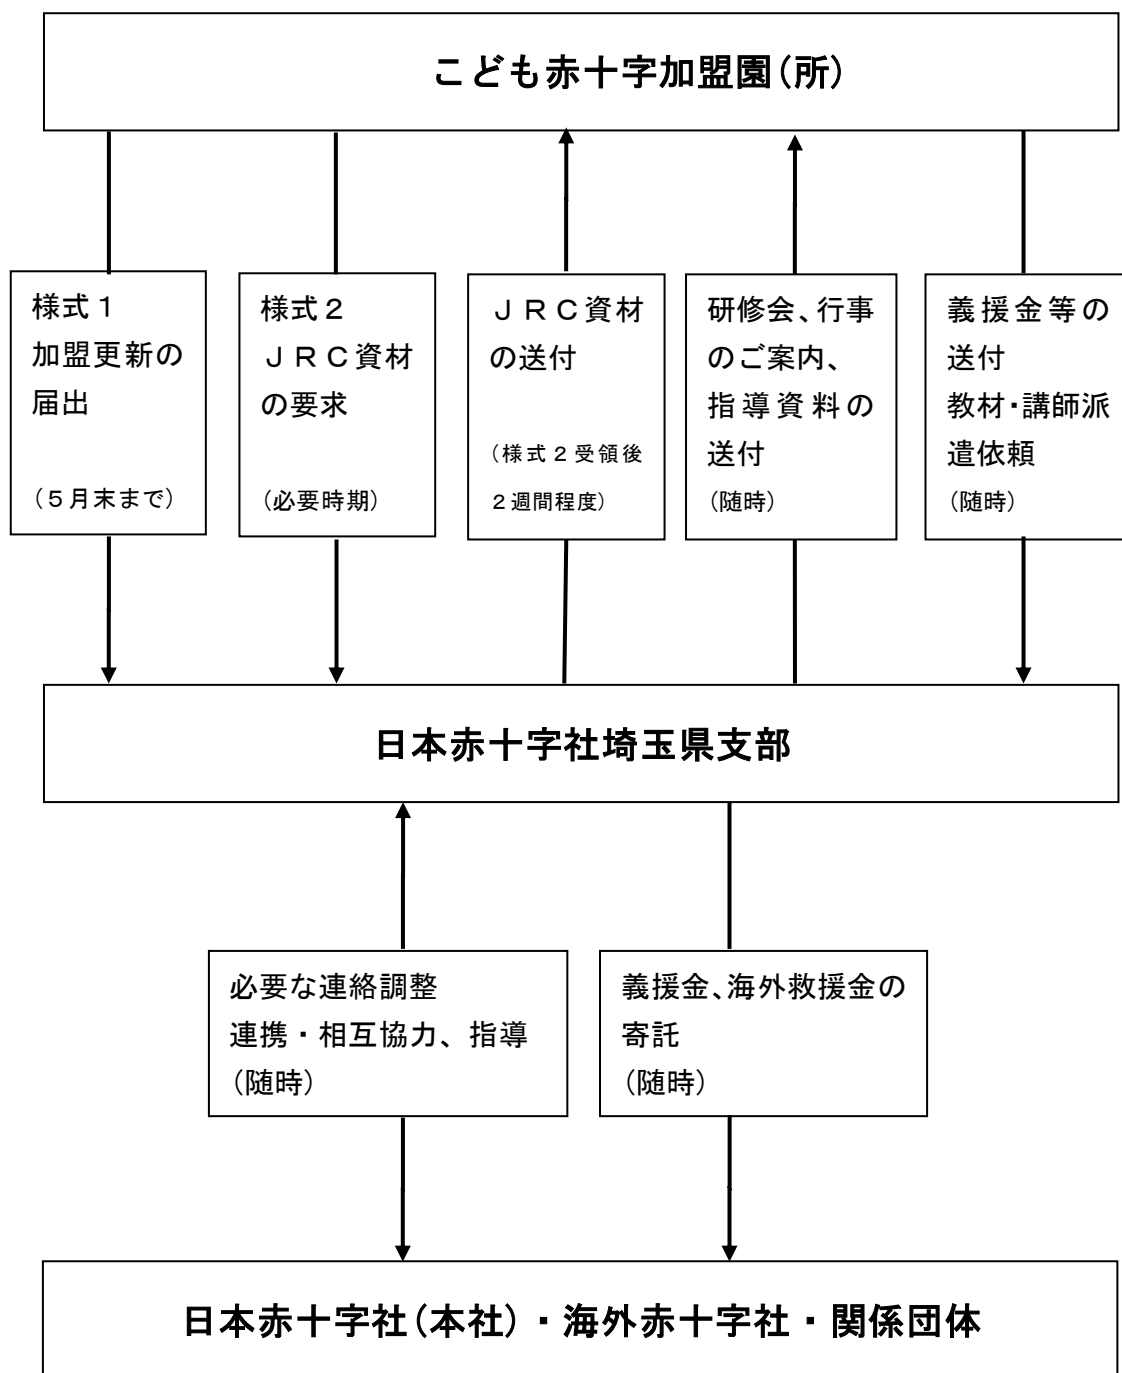 こども赤十字加盟園(所)
様式１
加盟更新の
届出
(５月末まで)
様式２
ＪＲＣ資材
の要求
(必要時期)
ＪＲＣ資材
の送付
(様式２受領後
２週間程度)
研修会、行事
のご案内、
指導資料の
送付
(随時)
義援金等の
送付
教材・講師派
遣依頼
(随時)
日本赤十字社埼玉県支部
必要な連絡調整
連携・相互協力、指導
(随時)
義援金、海外救援金の
寄託
(随時)
日本赤十字社(本社)・海外赤十字社・関係団体